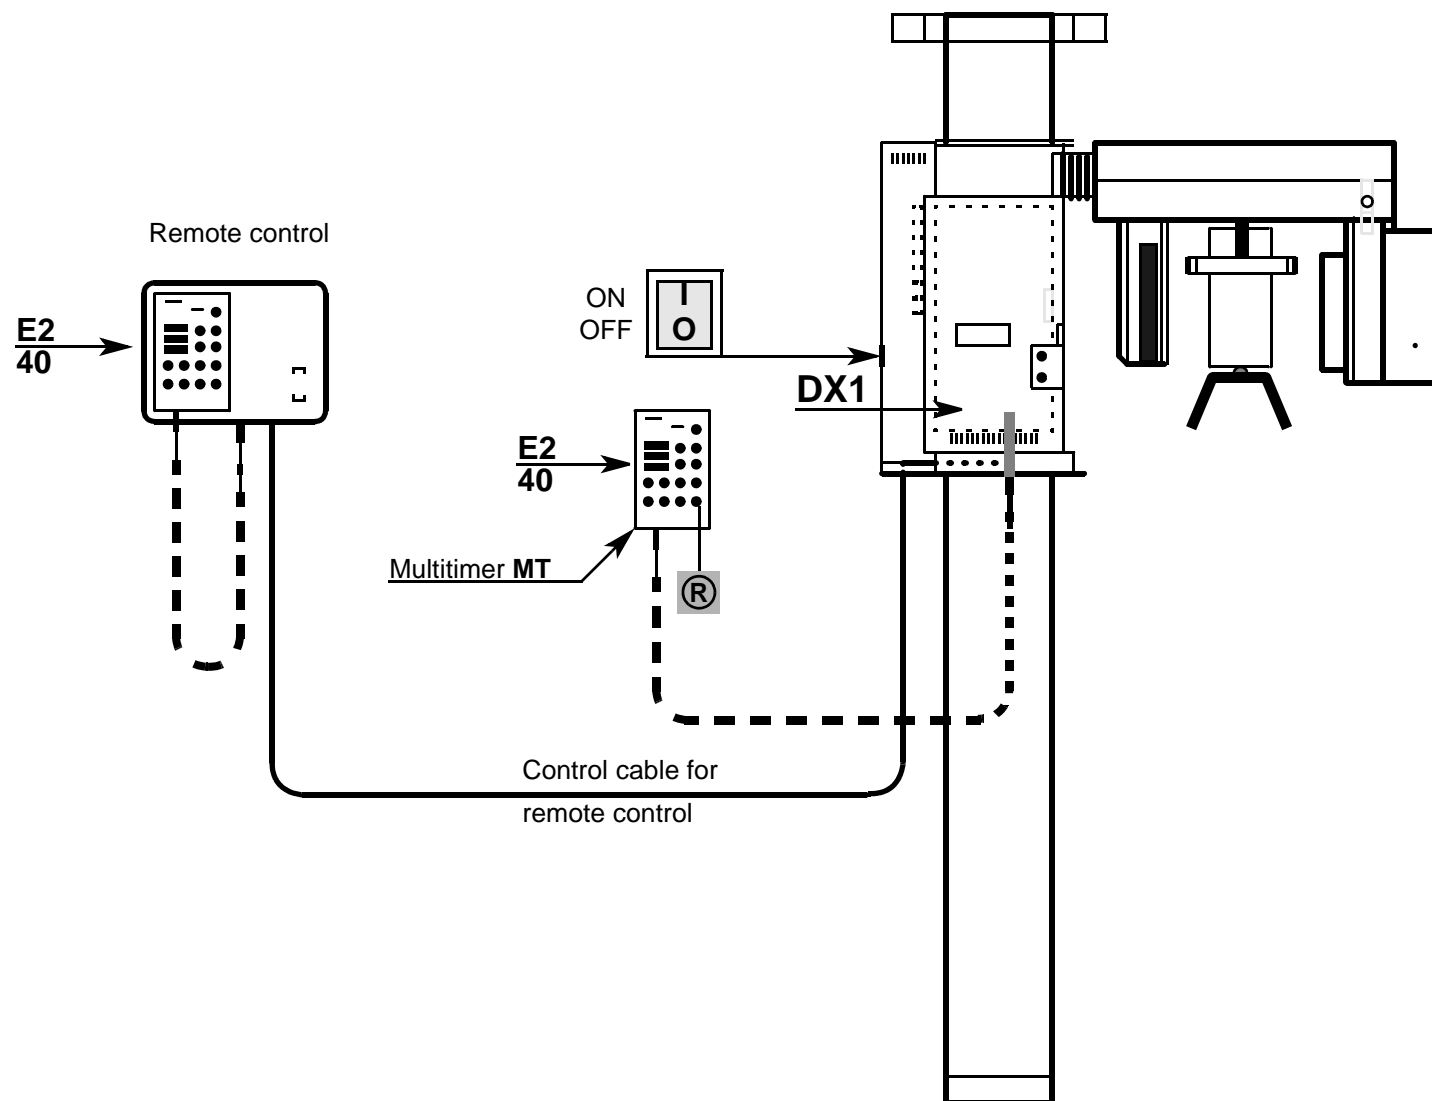 Remote control
E2
40
ON
OFF
I
O
DX1
E2
40
Multitimer MT
®
Control cable for
remote control